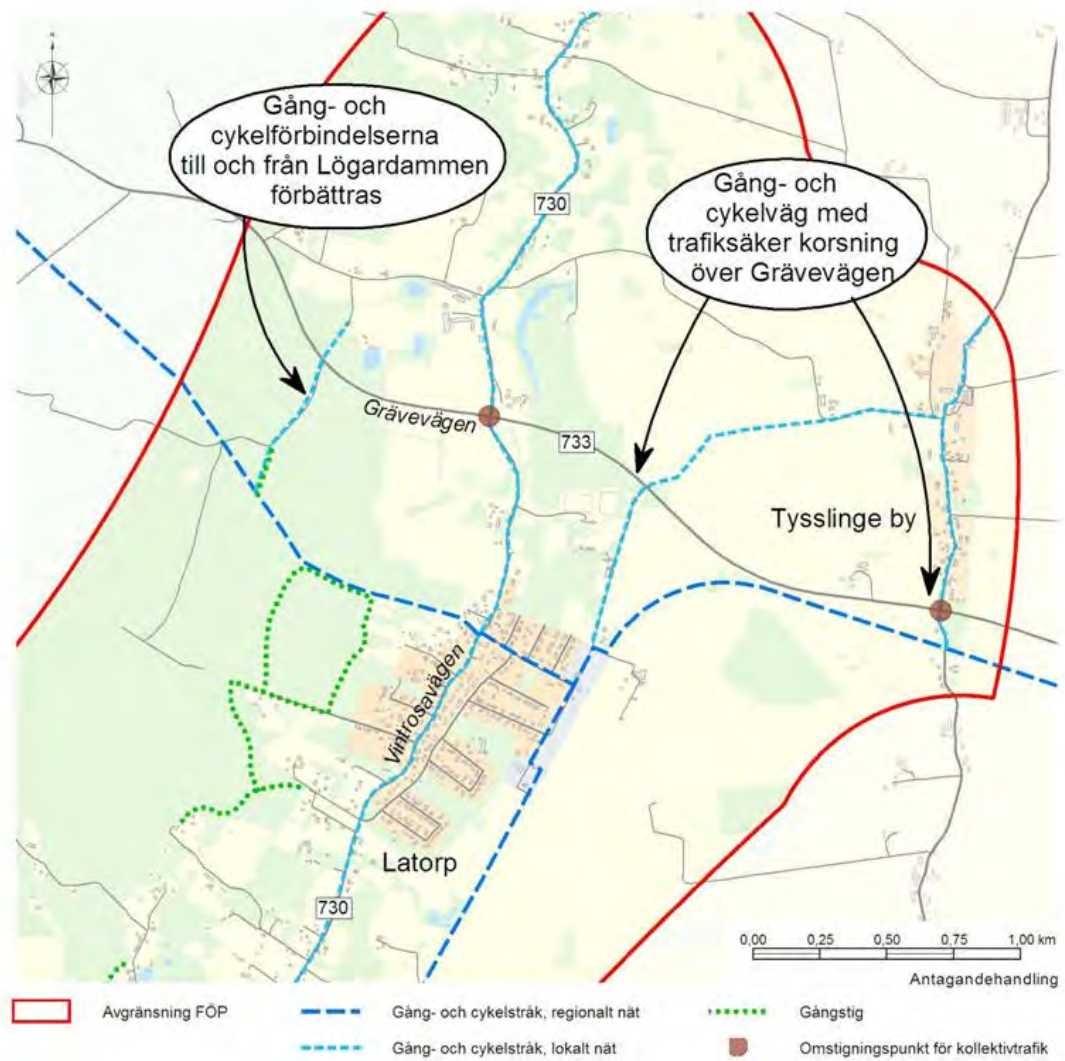 Gång- och
cykelförbindelserna
till och från Lögardammen
förbättras
730
Gång- och
cykelväg med
trafiksäker korsning
över Grävevägen
Grävevägen
733
Tysslinge by
Vintrosavägen
Latorp
730
0,00 0,25 0,50 0,75 1,00 km
Antagandehandling
Avgränsning FÖP
Gång- och cykelstråk, regionalt nät
Gångstig
Gång- och cykelstråk, lokalt nät
Omstigningspunkt för kollektivtrafik